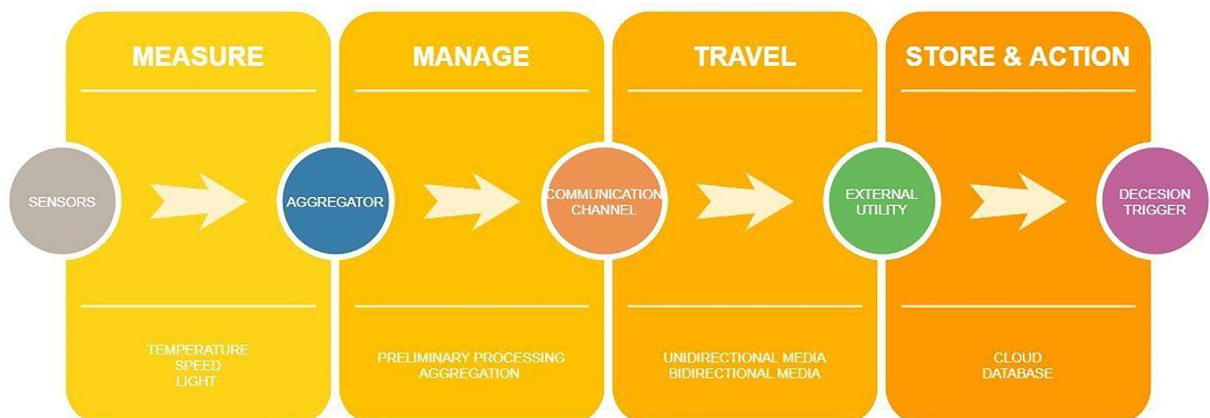 MEASURE
MANAGE
TRAVEL
STORE & ACTION
SENSORS
AGGREGATOR
COMMUNICATION
CHANNEL
EXTERNAL
UTILITY
DECESION
TRIGGER
TEMPERATURE
SPEED
LIGHT
PRELIMINARY PROCESSING
AGGREGATION
UNIDIRECTIONAL MEDIA
BIDIRECTIONAL MEDIA
CLOUD
DATABASE